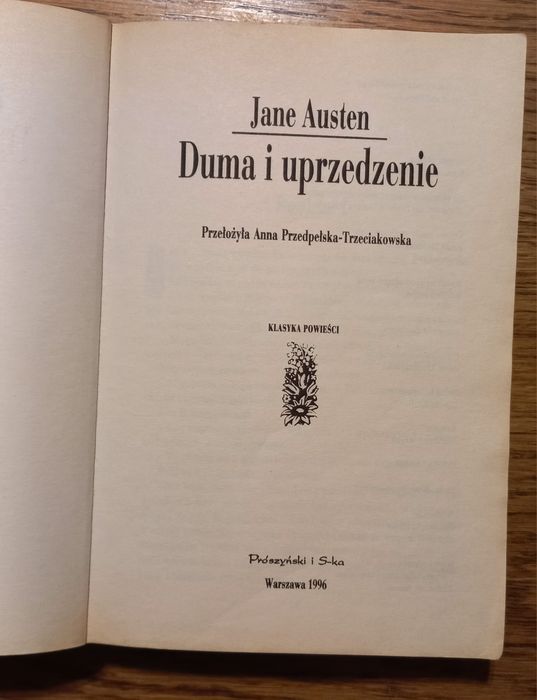 Jane Austen
Duma i uprzedzenie
Przełożyła Anna Przedpełska-Trzeciakowska
KLASYKA POWIEŚCI
Prószyński i S-ka
Warszawa 1996